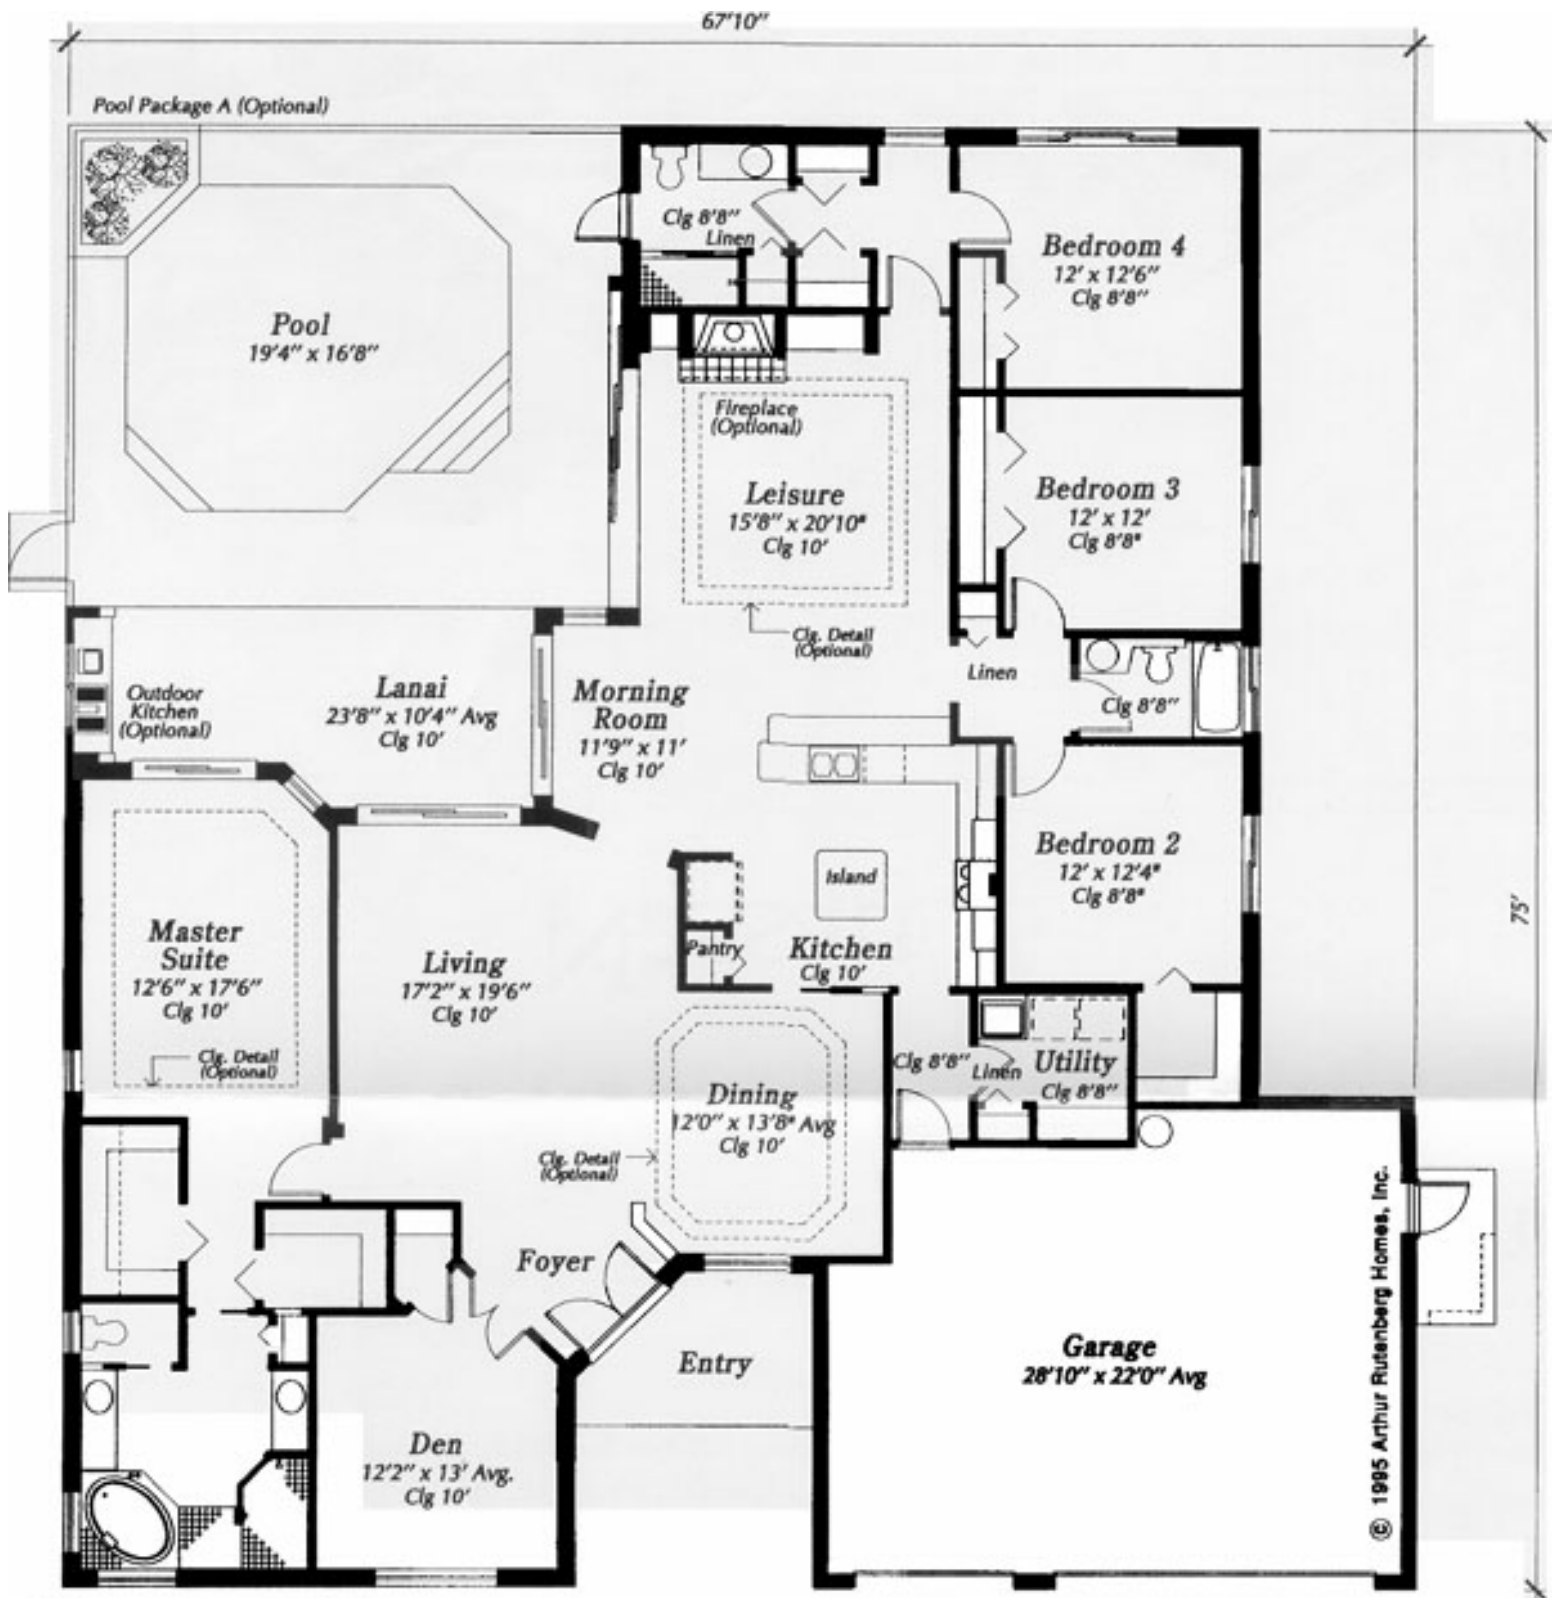 67'10"
Pool Package A (Optional)
Clg 8'8"
Linen
Bedroom 4
12' x 12'6"
Clg 8'8"
Pool
19'4" x 16'8"
Fireplace
(Optional)
Leisure
15'8" x 20'10"
Clg 10'
Bedroom 3
12' x 12'
Clg 8'8"
Clg. Detail
(Optional)
Linen
Clg 8'8"
Outdoor
Kitchen
(Optional)
Lanai
23'8" x 10'4" Avg
Clg 10'
Morning
Room
11'9" x 11'
Clg 10'
Bedroom 2
12' x 12'4"
Clg 8'8"
Island
75'
Master
Suite
12'6" x 17'6"
Clg 10'
Living
17'2" x 19'6"
Clg 10'
Pantry
Kitchen
Clg 10'
Clg. Detail
(Optional)
Clg 8'8"
Linen
Utility
Clg 8'8"
Dining
12'0" x 13'8" Avg
Clg 10'
Clg. Detail
(Optional)
Foyer
Entry
Garage
28'10" x 22'0" Avg
Den
12'2" x 13' Avg.
Clg 10'
© 1995 Arthur Rutenberg Homes, Inc.